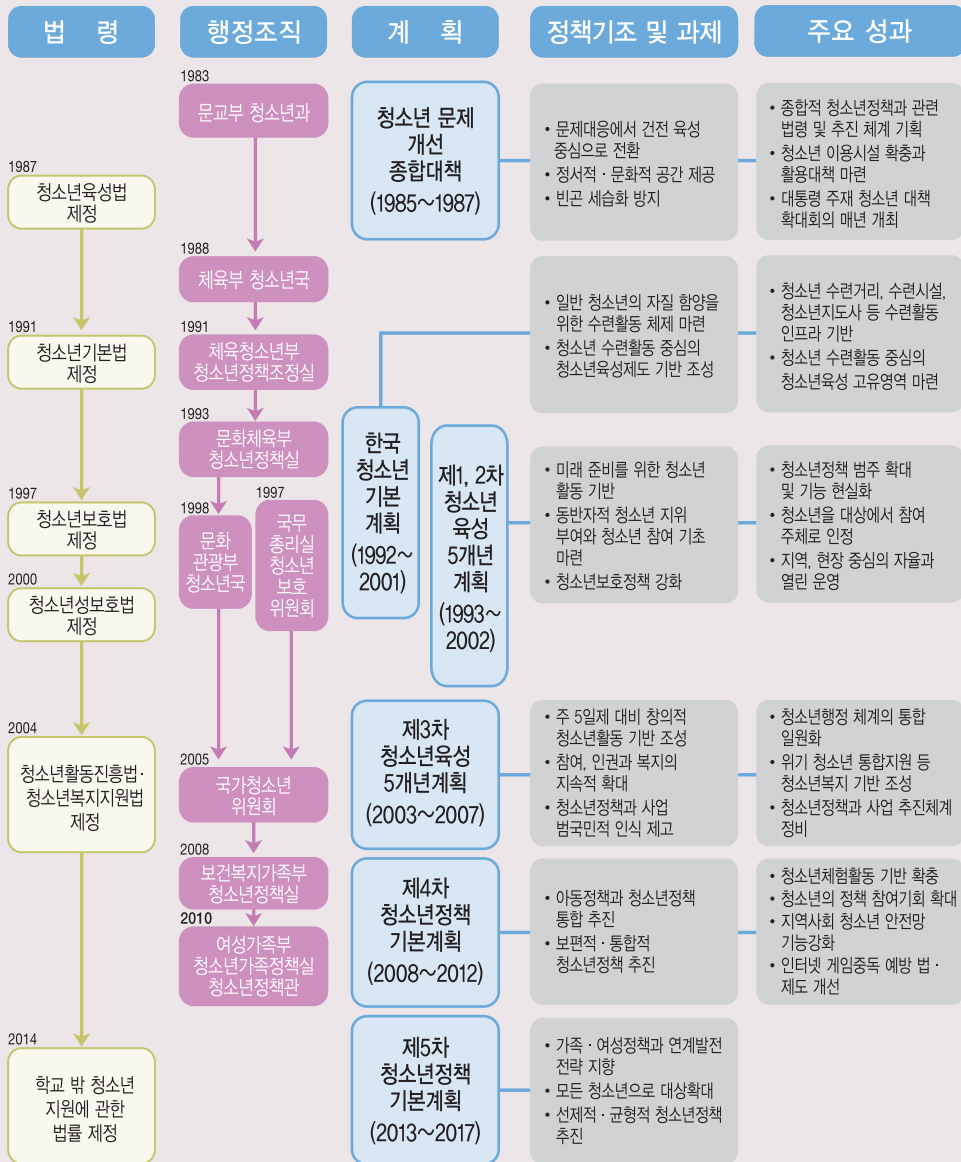 법 령
행정조직
계 획
정책기조 및 과제
주요 성과
1987
청소년육성법
제정
1991
청소년기본법
제정
1997
청소년보호법
제정
2000
청소년성보호법
제정
2004
청소년활동진흥법·
청소년복지지원법
제정
2014
학교 밖 청소년
지원에 관한
법률 제정
1983
문교부 청소년과
1988
체육부 청소년국
1991
체육청소년부
청소년정책조정실
1993
문화체육부
청소년정책실
1998
문화
관광부
청소년국
1997
국무
총리실
청소년
보호
위원회
2005
국가청소년
위원회
2008
보건복지가족부
청소년정책실
2010
여성가족부
청소년가족정책실
청소년정책관
청소년 문제
개선
종합대책
(1985~1987)
한국
청소년
기본
계획
(1992~
2001)
제1, 2차
청소년
육성
5개년
계획
(1993~
2002)
제3차
청소년육성
5개년계획
(2003~2007)
제4차
청소년정책
기본계획
(2008~2012)
제5차
청소년정책
기본계획
(2013~2017)
• 문제대응에서 건전 육성
중심으로 전환
• 정서적·문화적 공간 제공
• 빈곤 세습화 방지
• 일반 청소년의 자질 함양을
위한 수련활동 체제 마련
• 청소년 수련활동 중심의
청소년육성제도 기반 조성
• 미래 준비를 위한 청소년
활동 기반
• 동반자적 청소년 지위
부여와 청소년 참여 기초
마련
• 청소년보호정책 강화
• 주 5일제 대비 창의적
청소년활동 기반 조성
• 참여, 인권과 복지의
지속적 확대
• 청소년정책과 사업
범국민적 인식 제고
• 아동정책과 청소년정책
통합 추진
• 보편적·통합적
청소년정책 추진
• 가족·여성정책과 연계발전
전략 지향
• 모든 청소년으로 대상확대
• 선제적·균형적 청소년정책
추진
• 종합적 청소년정책과 관련
법령 및 추진 체계 기획
• 청소년 이용시설 확충과
활용대책 마련
• 대통령 주재 청소년 대책
확대회의 매년 개최
• 청소년 수련거리, 수련시설,
청소년지도사 등 수련활동
인프라 기반
• 청소년 수련활동 중심의
청소년육성 고유영역 마련
• 청소년정책 범주 확대
및 기능 현실화
• 청소년을 대상에서 참여
주체로 인정
• 지역, 현장 중심의 자율과
열린 운영
• 청소년행정 체계의 통합
일원화
• 위기 청소년 통합지원 등
청소년복지 기반 조성
• 청소년정책과 사업 추진체계
정비
• 청소년체험활동 기반 확충
• 청소년의 정책 참여기회 확대
• 지역사회 청소년 안전망
기능강화
• 인터넷 게임중독 예방 법·
제도 개선